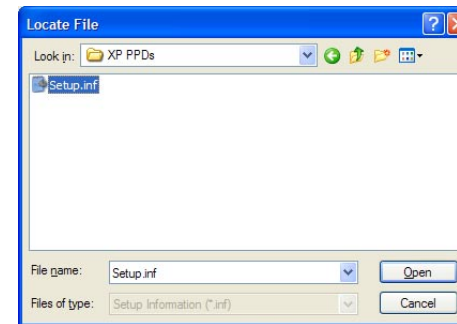 Locate File
Look in: XP PPDs
Setup.inf
File name: Setup.inf Open
Files of type: Setup Information (*.inf) Cancel